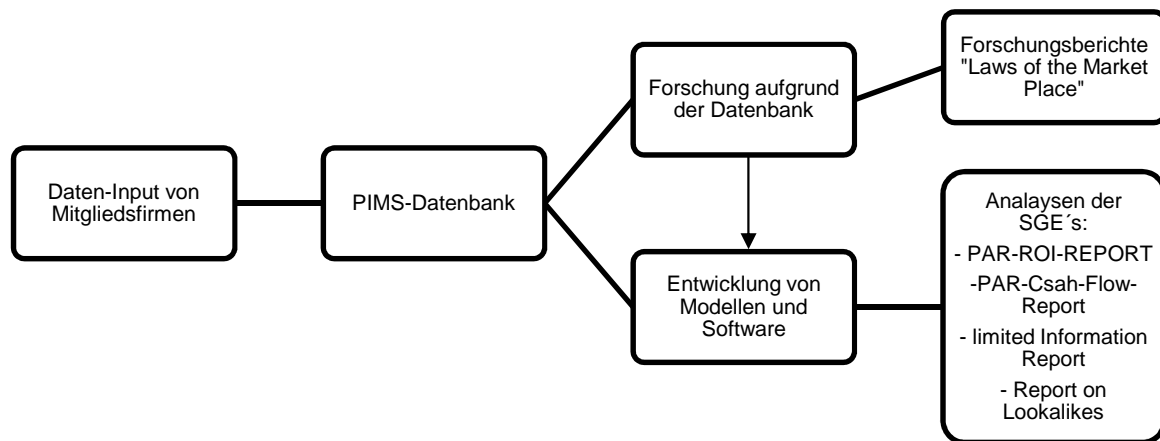 Daten-Input von
Mitgliedsfirmen
PIMS-Datenbank
Forschung aufgrund
der Datenbank
Forschungsberichte
"Laws of the Market
Place"
Entwicklung von
Modellen und
Software
Analaysen der
SGE´s:
- PAR-ROI-REPORT
-PAR-Csah-Flow-
Report
- limited Information
Report
- Report on
Lookalikes